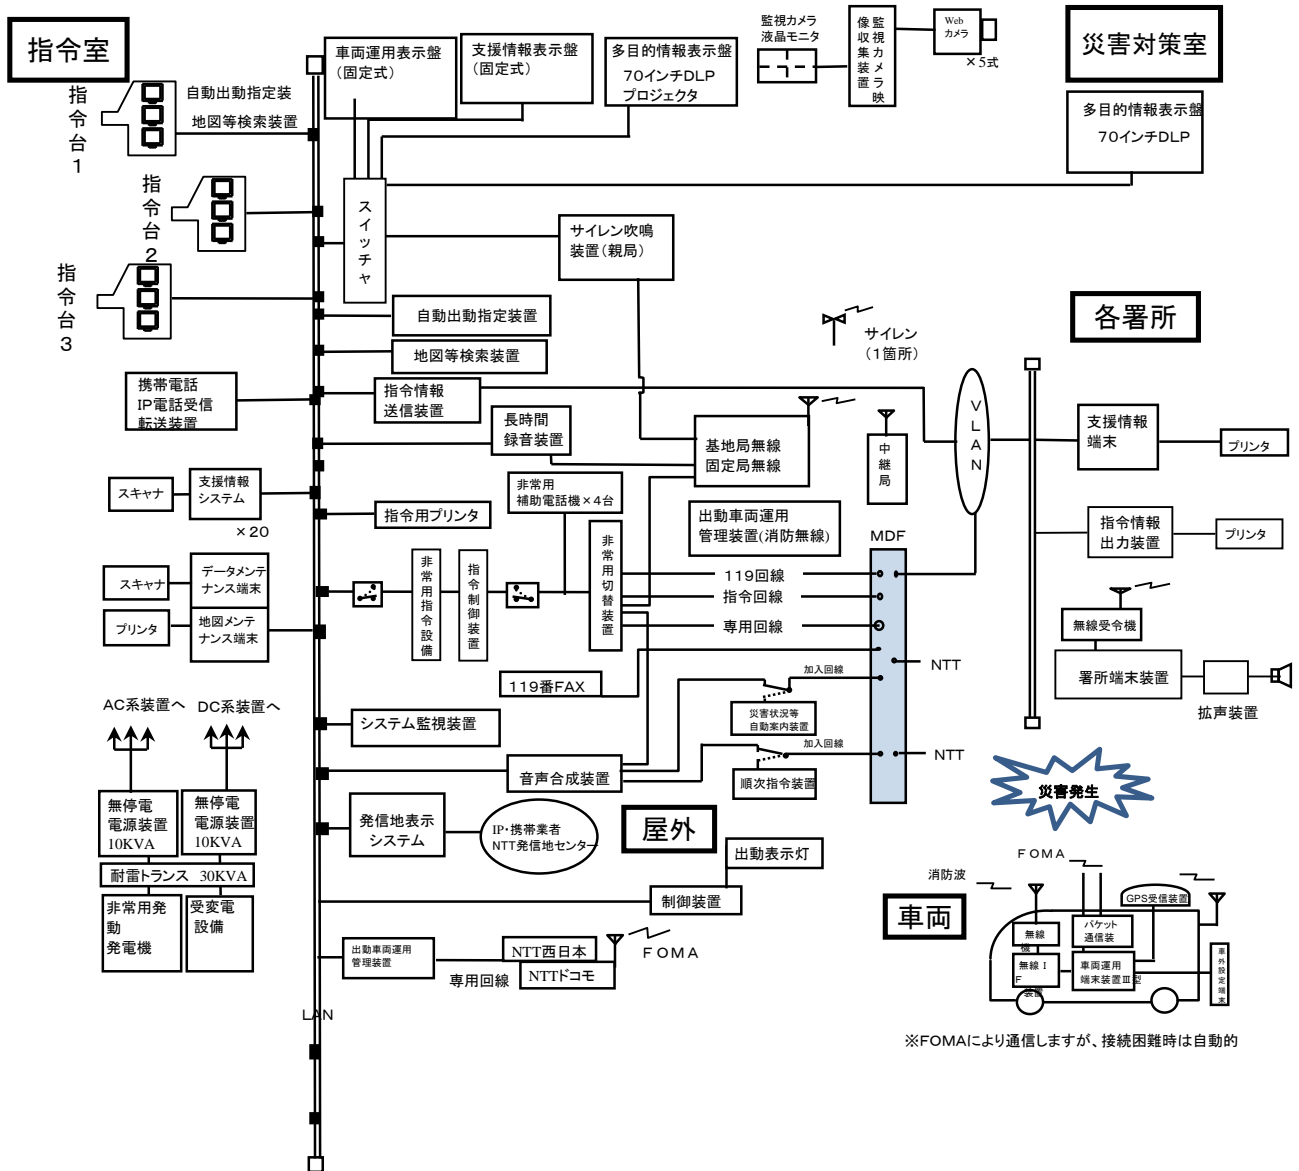 指令室
指令台1
自動出動指定装
地図等検索装置
指令台2
指令台3
車両運用表示盤
(固定式)
支援情報表示盤
(固定式)
多目的情報表示盤
70インチDLP
プロジェクタ
監視カメラ
液晶モニタ
監視カメラ映
像収集装置
Web
カメラ
×5式
災害対策室
多目的情報表示盤
70インチDLP
スイッチャ
サイレン吹鳴
装置(親局)
自動出動指定装置
地図等検索装置
サイレン
(1箇所)
各署所
携帯電話
IP電話受信
転送装置
指令情報
送信装置
長時間
録音装置
基地局無線
固定局無線
中継局
VLAN
支援情報
端末
プリンタ
スキャナ
支援情報
システム
×20
指令用プリンタ
非常用
補助電話機×4台
出動車両運用
管理装置(消防無線)
MDF
指令情報
出力装置
プリンタ
スキャナ
データメンテ
ナンス端末
プリンタ
地図メンテ
ナンス端末
非常用指令設備
指令制御装置
非常用切替装置
119回線
指令回線
専用回線
無線受令機
署所端末装置
拡声装置
119番FAX
加入回線
NTT
災害状況等
自動案内装置
加入回線
NTT
順次指令装置
AC系装置へ
DC系装置へ
システム監視装置
音声合成装置
無停電
電源装置
10KVA
無停電
電源装置
10KVA
耐雷トランス 30KVA
非常用発
動
発電機
受変電
設備
発信地表示
システム
IP・携帯業者
NTT発信地センター
屋外
出動表示灯
制御装置
出動車両運用
管理装置
専用回線
NTT西日本
NTTドコモ
FOMA
LAN
災害発生
車両
消防波
FOMA
GPS受信装置
無線
機
パケット
通信装
無線I
F
装置
車両運用
端末装置Ⅲ型
車外設定端末
※FOMAにより通信しますが、接続困難時は自動的